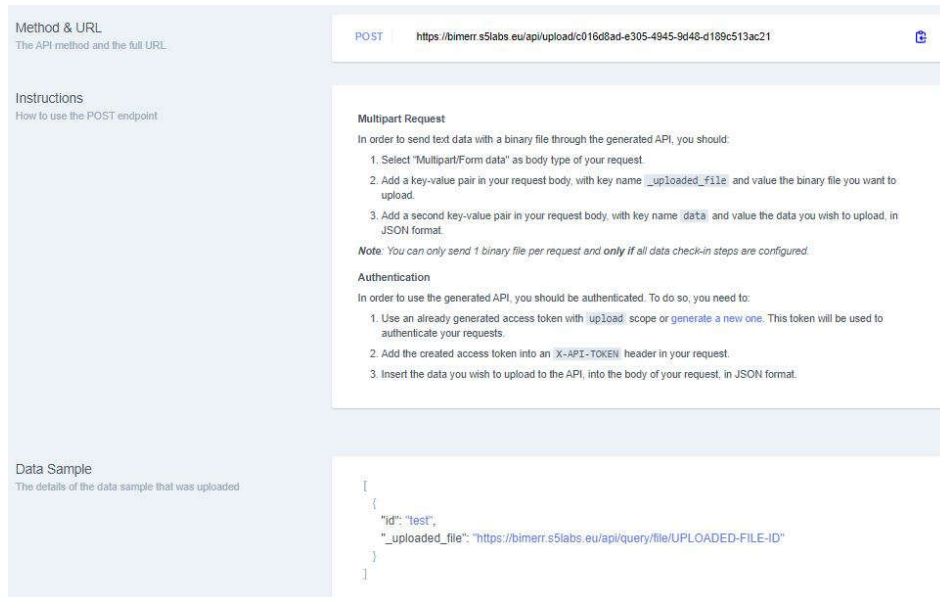 Method & URL
The API method and the full URL
POST https://bimerr.s5labs.eu/api/upload/c016d8ad-e305-4945-9d48-d189c513ac21
Instructions
How to use the POST endpoint
Multipart Request
In order to send text data with a binary file through the generated API, you should:
1. Select "Multipart/Form data" as body type of your request.
2. Add a key-value pair in your request body, with key name _uploaded_file and value the binary file you want to
upload.
3. Add a second key-value pair in your request body, with key name data and value the data you wish to upload, in
JSON format.
Note: You can only send 1 binary file per request and only if all data check-in steps are configured.
Authentication
In order to use the generated API, you should be authenticated. To do so, you need to:
1. Use an already generated access token with upload scope or generate a new one. This token will be used to
authenticate your requests.
2. Add the created access token into an X-API-TOKEN header in your request.
3. Insert the data you wish to upload to the API, into the body of your request, in JSON format.
Data Sample
The details of the data sample that was uploaded
[
{
"id": "test",
"_uploaded_file": "https://bimerr.s5labs.eu/api/query/file/UPLOADED-FILE-ID"
}
]